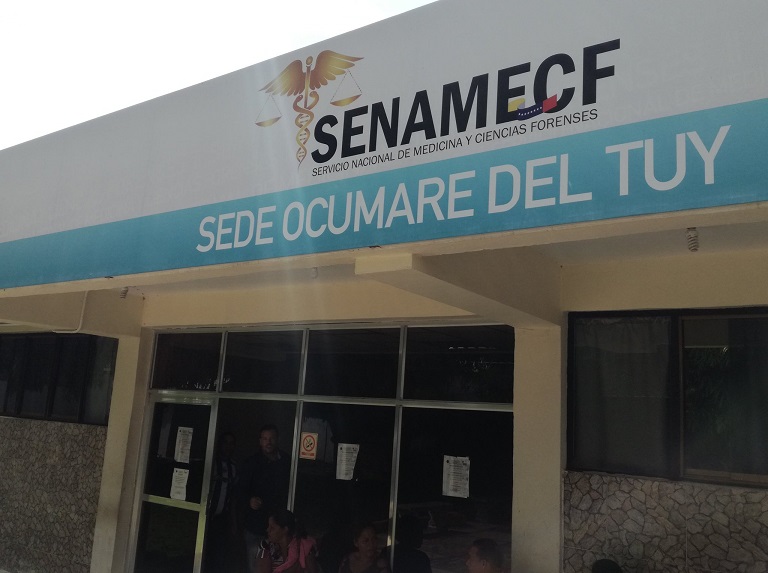 SENAMECF
SERVICIO NACIONAL DE MEDICINA Y CIENCIAS FORENSES
SEDE OCUMARE DEL TUY